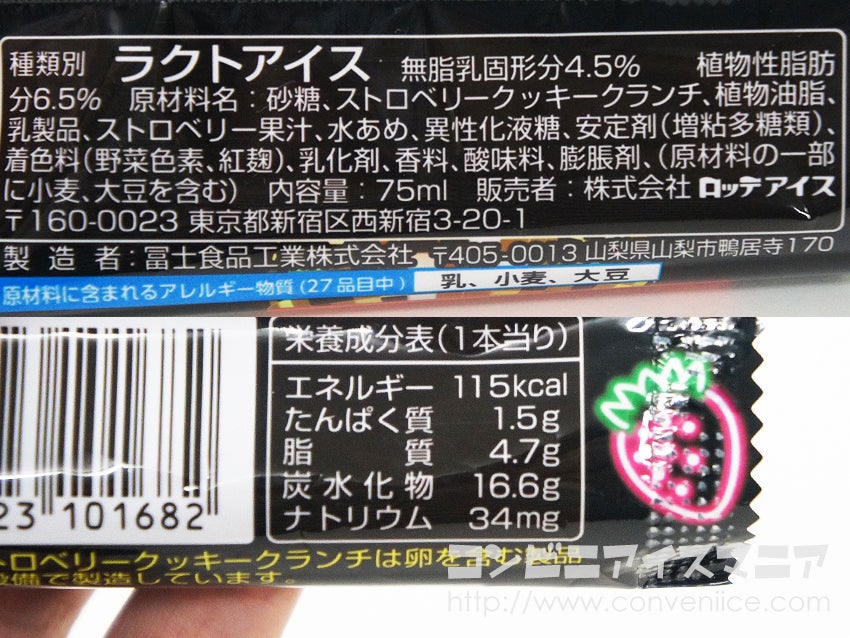 種類別 ラクトアイス 無脂乳固形分4.5% 植物性脂肪
分6.5% 原材料名：砂糖、ストロベリークッキークランチ、植物油脂、
乳製品、ストロベリー果汁、水あめ、異性化液糖、安定剤（増粘多糖類）、
着色料（野菜色素、紅麹）、乳化剤、香料、酸味料、膨脹剤、（原材料の一部
に小麦、大豆を含む） 内容量：75ml 販売者：株式会社 ロッテアイス
〒160-0023 東京都新宿区西新宿3-20-1
製造者：冨士食品工業株式会社 〒405-0013 山梨県山梨市鴨居寺170
原材料に含まれるアレルギー物質（27品目中） 乳、小麦、大豆
栄養成分表（1本当り）
エネルギー 115kcal
たんぱく質 1.5g
脂質 4.7g
炭水化物 16.6g
ナトリウム 34mg
23 101682
トロベリークッキークランチは卵を含む製品
設備で製造しています。
コンビニアイスマニア
http://www.conveniice.com